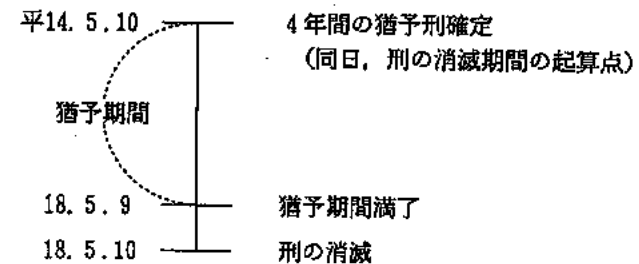 平14.5.10 4年間の猶予刑確定
(同日,刑の消滅期間の起算点)
猶予期間
18.5.9 猶予期間満了
18.5.10 刑の消滅